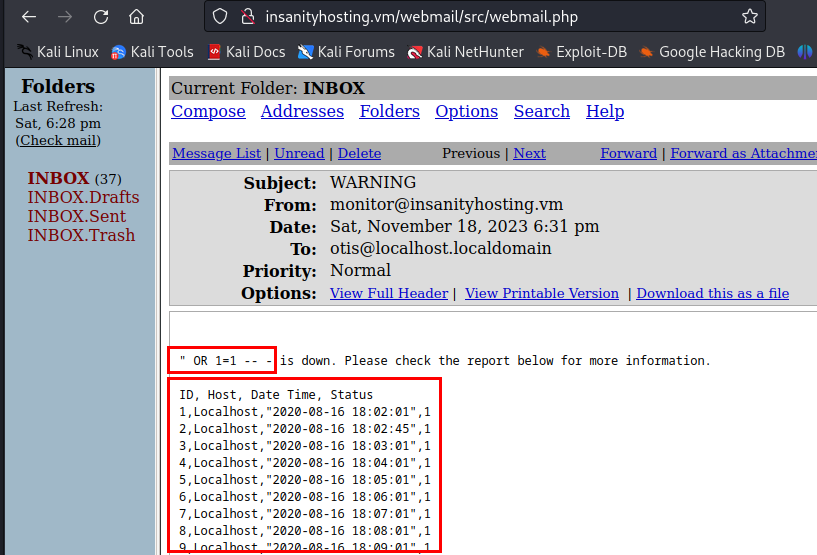 insanityhosting.vm/webmail/src/webmail.php
Kali Linux Kali Tools Kali Docs Kali Forums Kali NetHunter Exploit-DB Google Hacking DB
Folders
Last Refresh:
Sat, 6:28 pm
(Check mail)
INBOX (37)
INBOX.Drafts
INBOX.Sent
INBOX.Trash
Current Folder: INBOX
Compose Addresses Folders Options Search Help
Message List | Unread | Delete Previous | Next Forward | Forward as Attachme
Subject: WARNING
From: monitor@insanityhosting.vm
Date: Sat, November 18, 2023 6:31 pm
To: otis@localhost.localdomain
Priority: Normal
Options: View Full Header | View Printable Version | Download this as a file
" OR 1=1 -- - is down. Please check the report below for more information.
ID, Host, Date Time, Status
1,Localhost,"2020-08-16 18:02:01",1
2,Localhost,"2020-08-16 18:02:45",1
3,Localhost,"2020-08-16 18:03:01",1
4,Localhost,"2020-08-16 18:04:01",1
5,Localhost,"2020-08-16 18:05:01",1
6,Localhost,"2020-08-16 18:06:01",1
7,Localhost,"2020-08-16 18:07:01",1
8,Localhost,"2020-08-16 18:08:01",1
9,Localhost,"2020-08-16 18:09:01",1